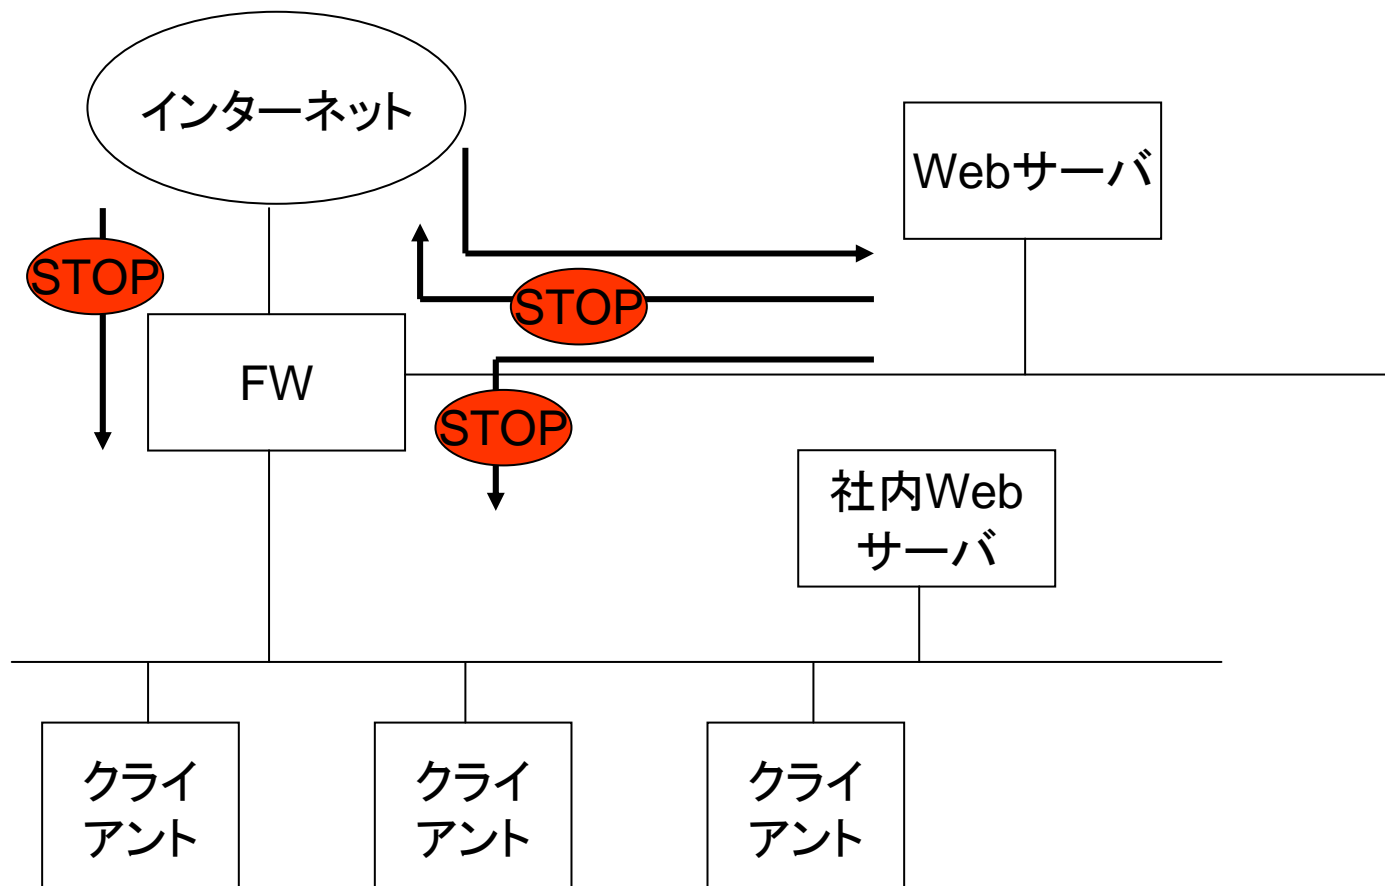 インターネット
Webサーバ
STOP
STOP
FW
STOP
社内Web
サーバ
クライ
アント
クライ
アント
クライ
アント